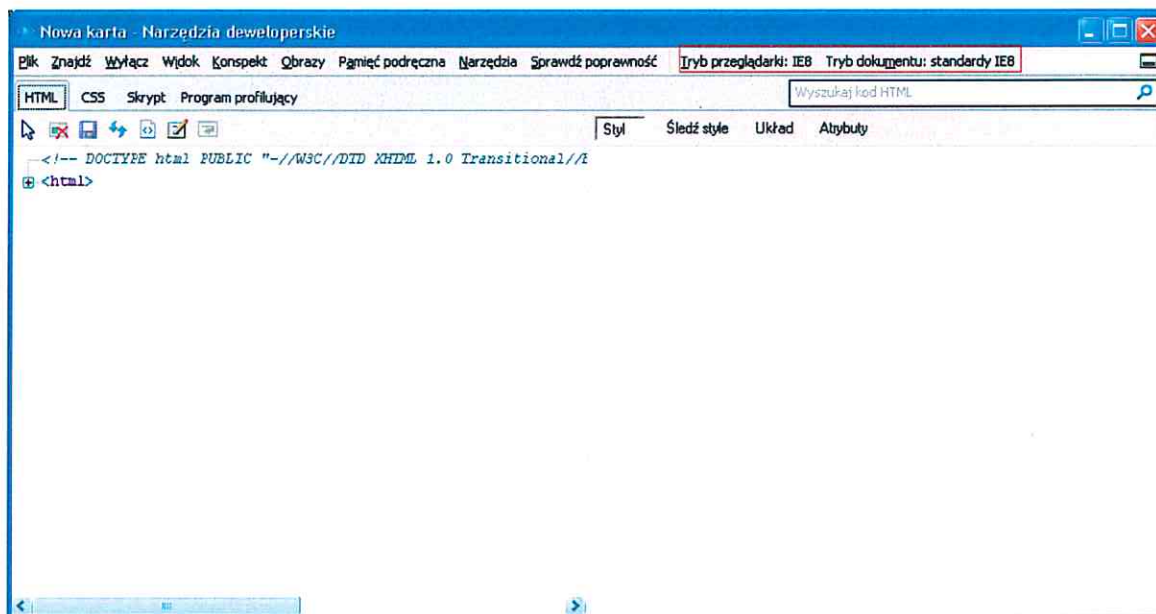 Nowa karta - Narzędzia deweloperskie
Plik Znajdź Wyłącz Widok Konspekt Obrazy Pamięć podręczna Narzędzia Sprawdź poprawność Tryb przeglądarki: IE8 Tryb dokumentu: standardy IE8
HTML CSS Skrypt Program profilujący Wyszukaj kod HTML
Styl Śledź style Układ Atrybuty
<!-- DOCTYPE html PUBLIC "-//W3C//DTD XHTML 1.0 Transitional//E
<html>